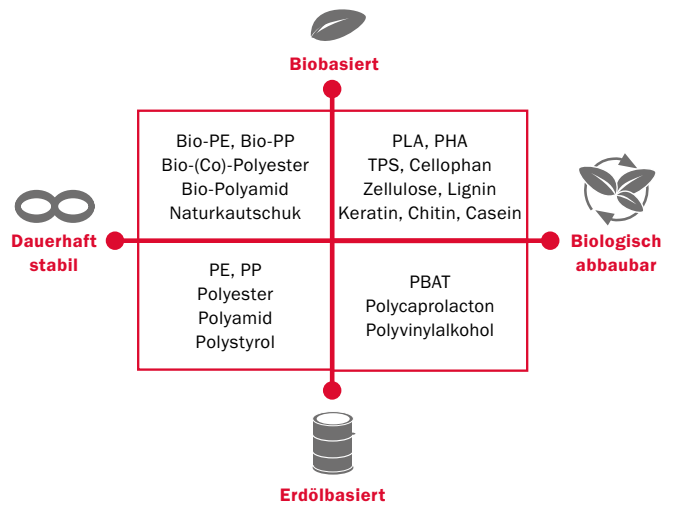 Biobasiert
Bio-PE, Bio-PP
Bio-(Co)-Polyester
Bio-Polyamid
Naturkautschuk
PLA, PHA
TPS, Cellophan
Zellulose, Lignin
Keratin, Chitin, Casein
Dauerhaft
stabil
Biologisch
abbaubar
PE, PP
Polyester
Polyamid
Polystyrol
PBAT
Polycaprolacton
Polyvinylalkohol
Erdölbasiert